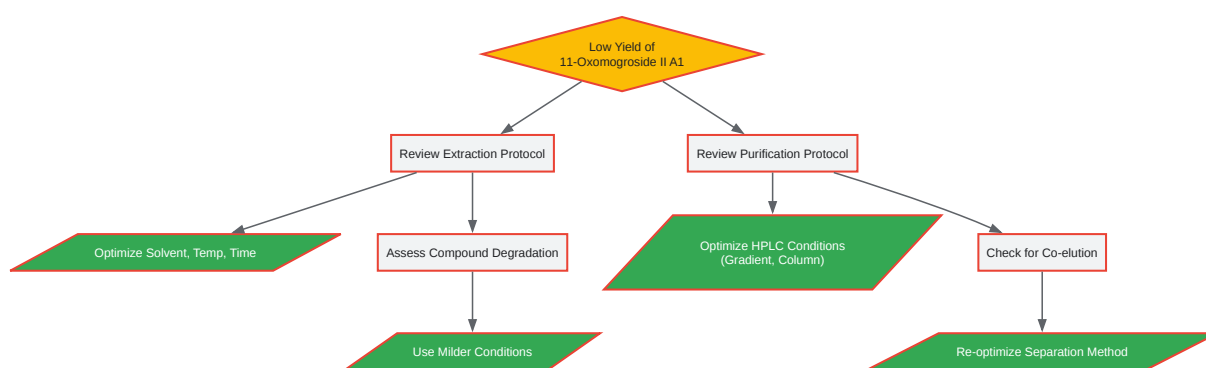 Low Yield of
11-Oxomogroside II A1
Review Extraction Protocol
Review Purification Protocol
Optimize Solvent, Temp, Time
Assess Compound Degradation
Optimize HPLC Conditions
(Gradient, Column)
Check for Co-elution
Use Milder Conditions
Re-optimize Separation Method